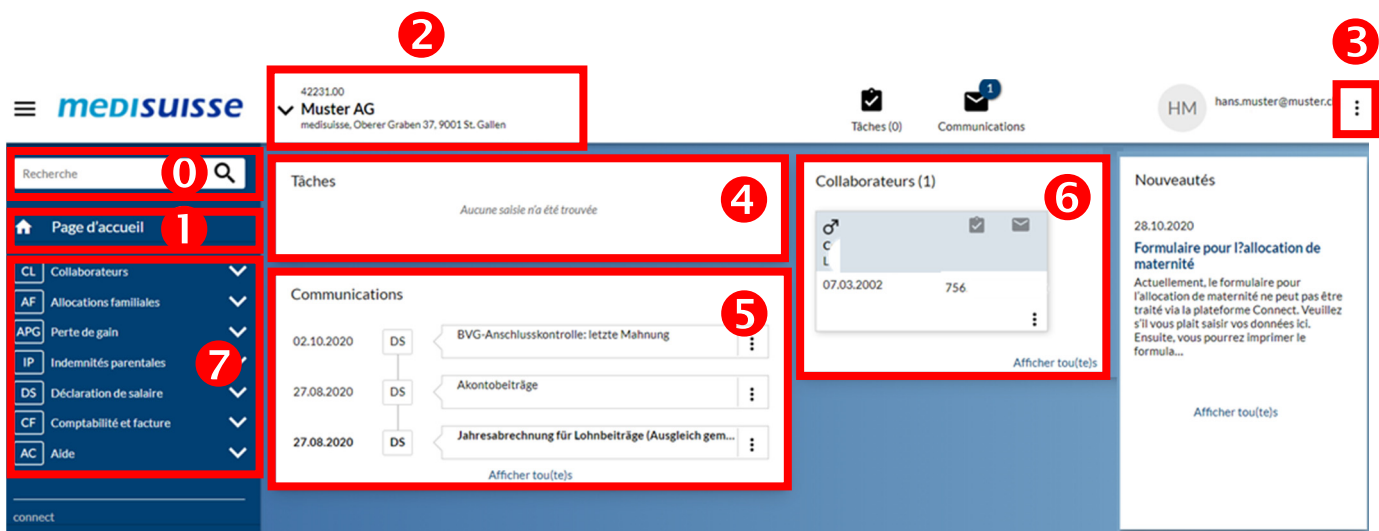 2
3
medisuisse
42231.00
Muster AG
medisuisse, Oberer Graben 37, 9001 St. Gallen
Tâches (0)
1
Communications
HM
hans.muster@muster.c
Recherche
0
1
Page d'accueil
CL Collaborateurs
AF Allocations familiales
APG Perte de gain
IP Indemnités parentales
DS Déclaration de salaire
CF Comptabilité et facture
AC Aide
7
connect
Tâches
4
Aucune saisie n'a été trouvée
Communications
5
02.10.2020 DS BVG-Anschlusskontrolle: letzte Mahnung
27.08.2020 DS Akontobeiträge
27.08.2020 DS Jahresabrechnung für Lohnbeiträge (Ausgleich gem...
Afficher tou(te)s
Collaborateurs (1)
6
C
L
07.03.2002 756
Afficher tou(te)s
Nouveautés
28.10.2020
Formulaire pour l?allocation de
maternité
Actuellement, le formulaire pour
l'allocation de maternité ne peut pas être
traité via la plateforme Connect. Veuillez
s'il vous plait saisir vos données ici.
Ensuite, vous pourrez imprimer le
formula...
Afficher tou(te)s